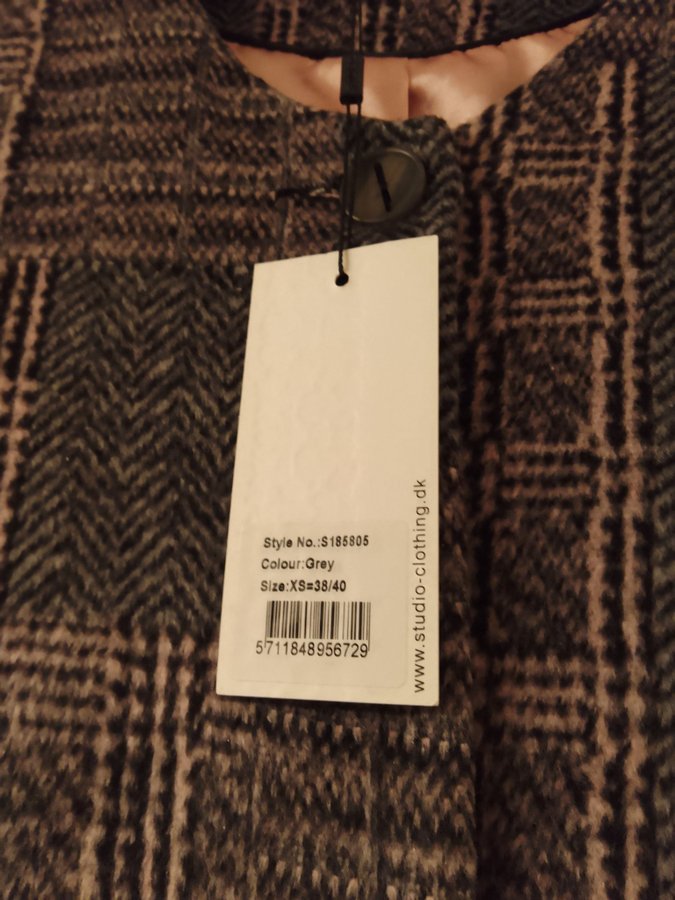 Style No.:S185805
Colour:Grey
Size:XS=38/40
5711848956729
www.studio-clothing.dk